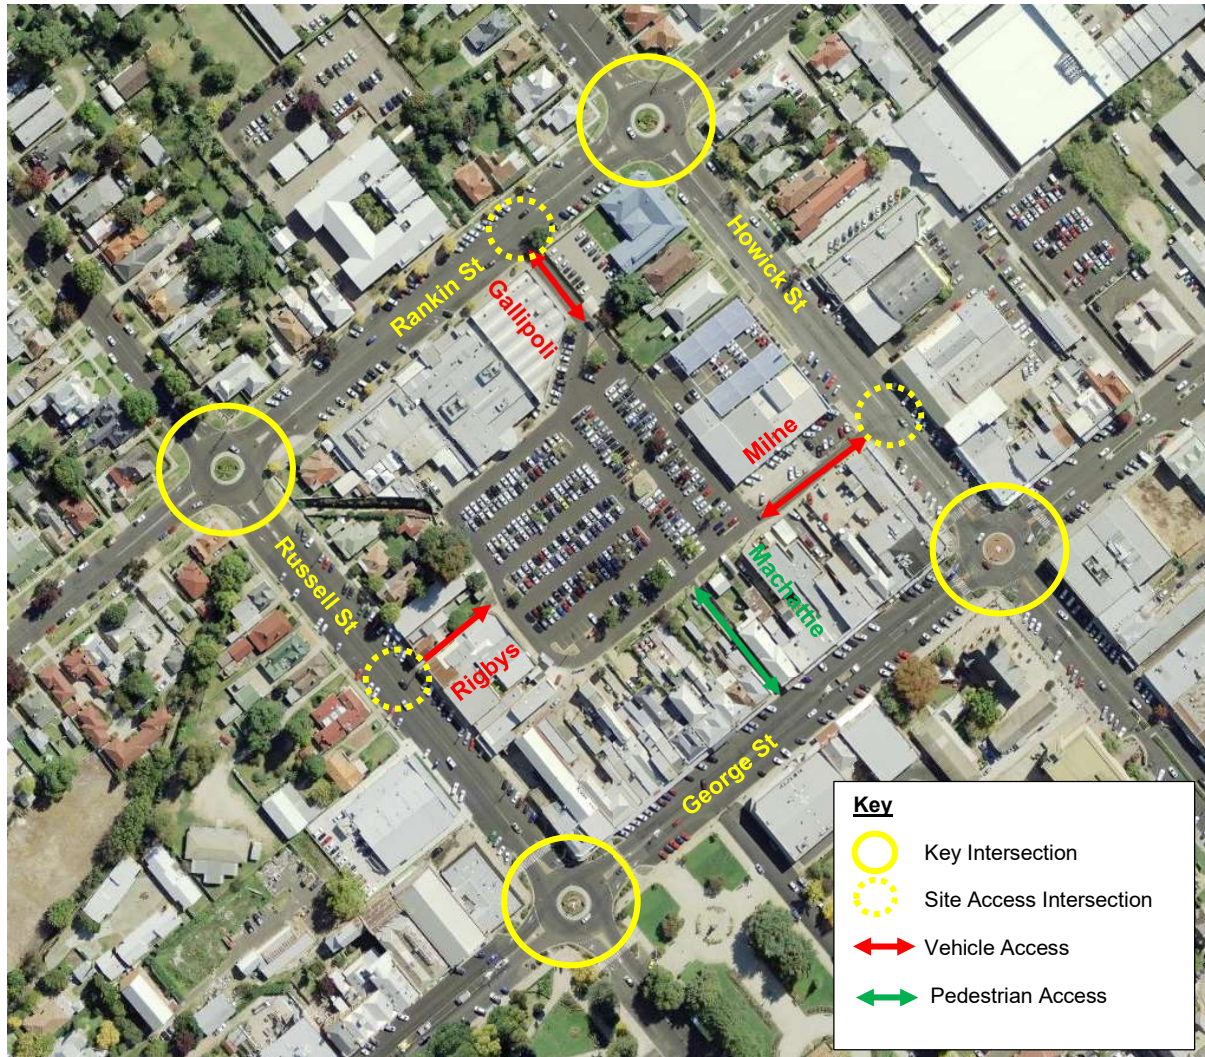 Howick St
Rankin St
Gallipoli
Milne
Machattie
Russell St
Rigbys
George St
Key
Key Intersection
Site Access Intersection
Vehicle Access
Pedestrian Access